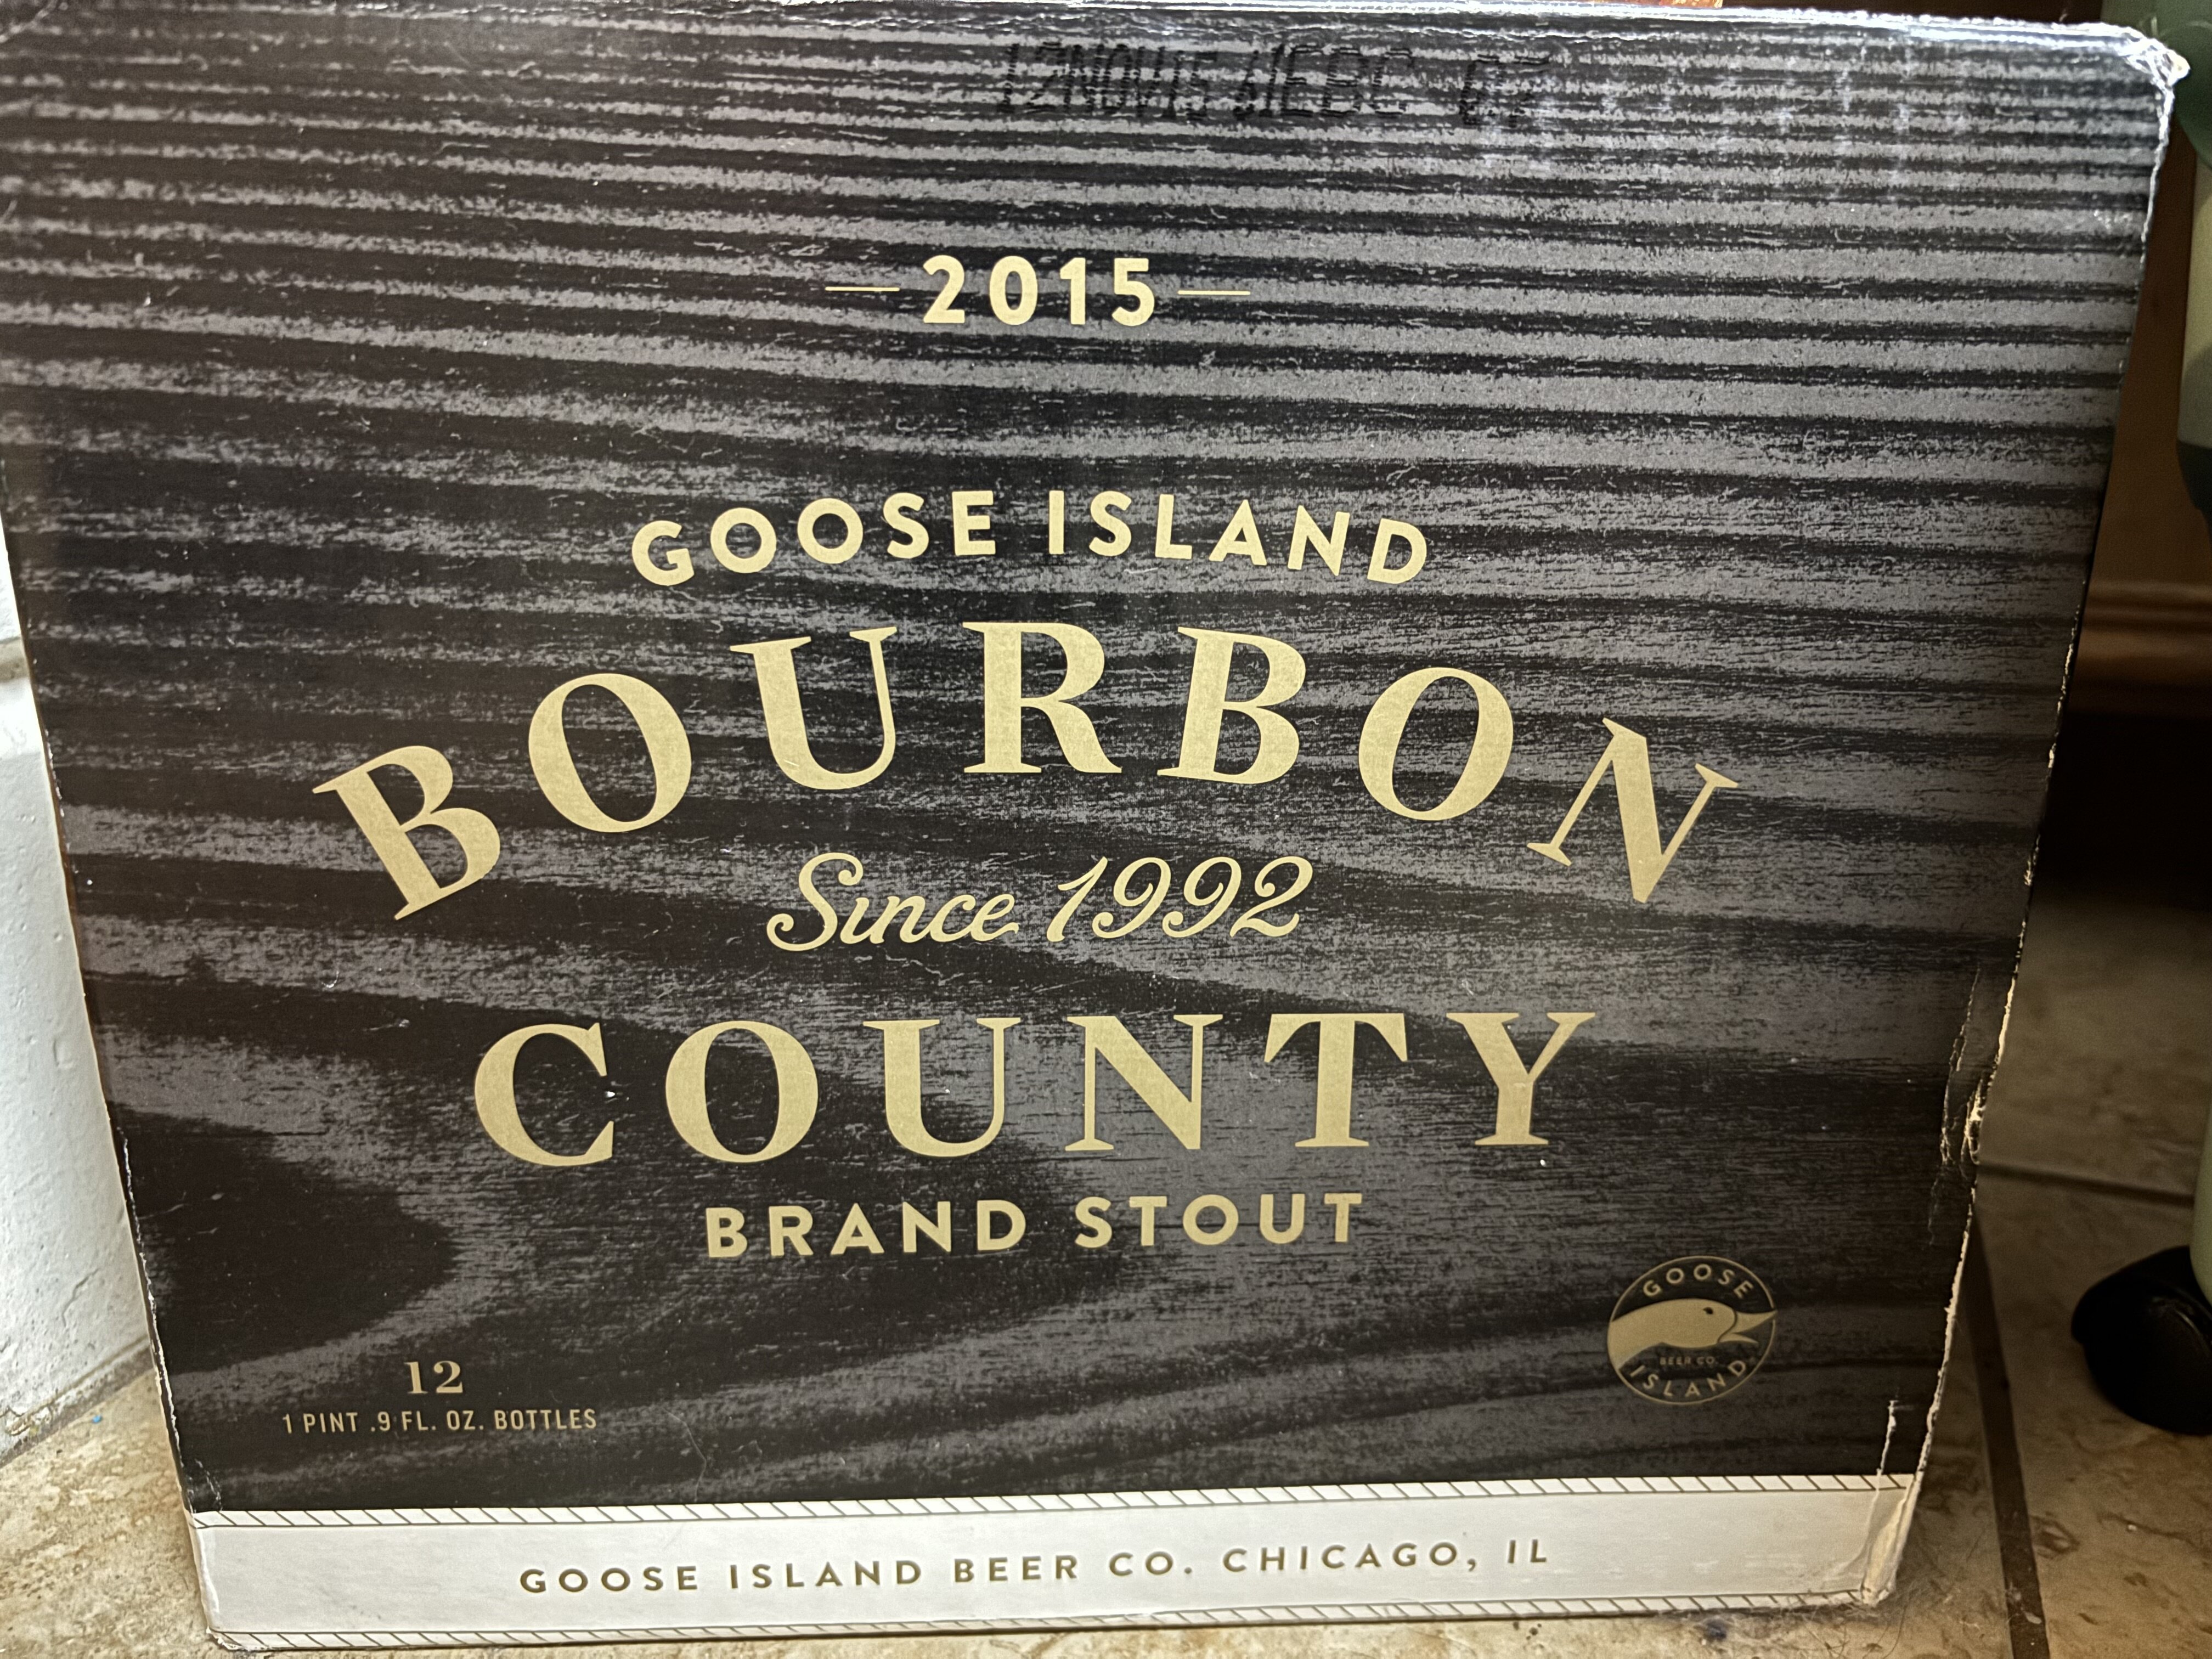 12NOV15
2015
GOOSE ISLAND
BOURBON
Since 1992
COUNTY
BRAND STOUT
GOOSE
BEER CO.
ISLAND
12
1 PINT .9 FL. OZ. BOTTLES
GOOSE ISLAND BEER CO. CHICAGO, IL